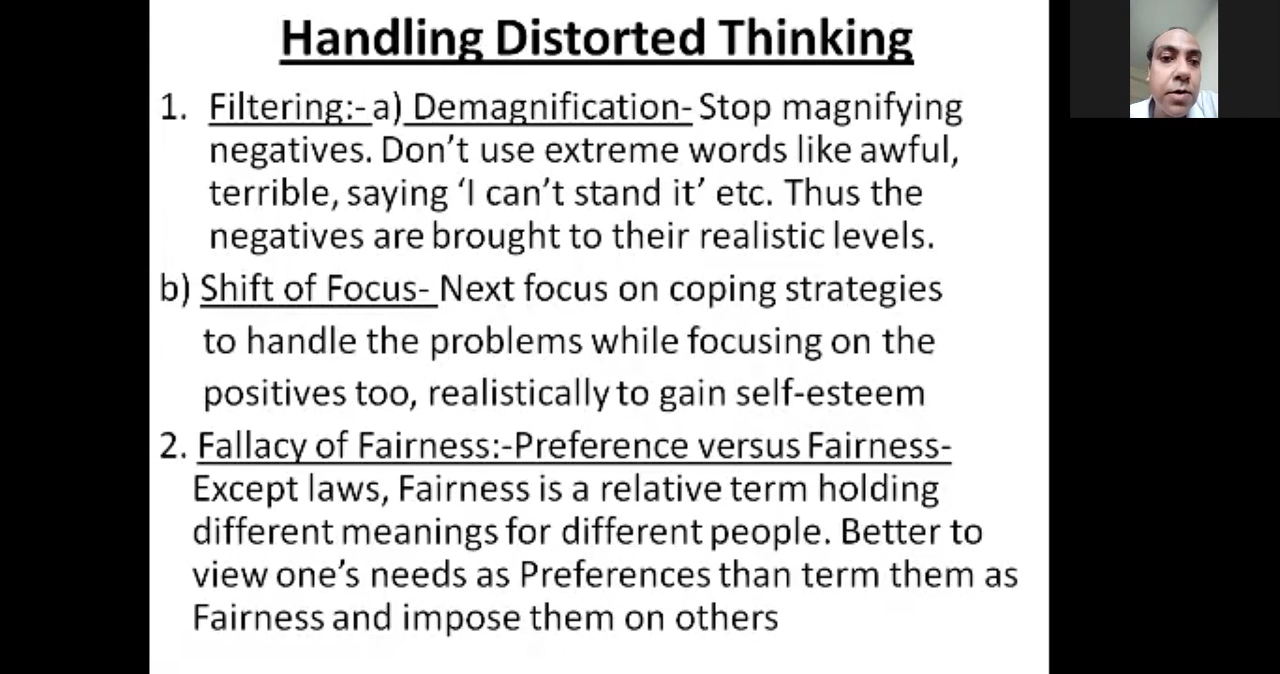 Handling Distorted Thinking
1. Filtering:- a) Demagnification- Stop magnifying
negatives. Don’t use extreme words like awful,
terrible, saying ‘I can’t stand it’ etc. Thus the
negatives are brought to their realistic levels.
b) Shift of Focus- Next focus on coping strategies
to handle the problems while focusing on the
positives too, realistically to gain self-esteem
2. Fallacy of Fairness:-Preference versus Fairness-
Except laws, Fairness is a relative term holding
different meanings for different people. Better to
view one’s needs as Preferences than term them as
Fairness and impose them on others